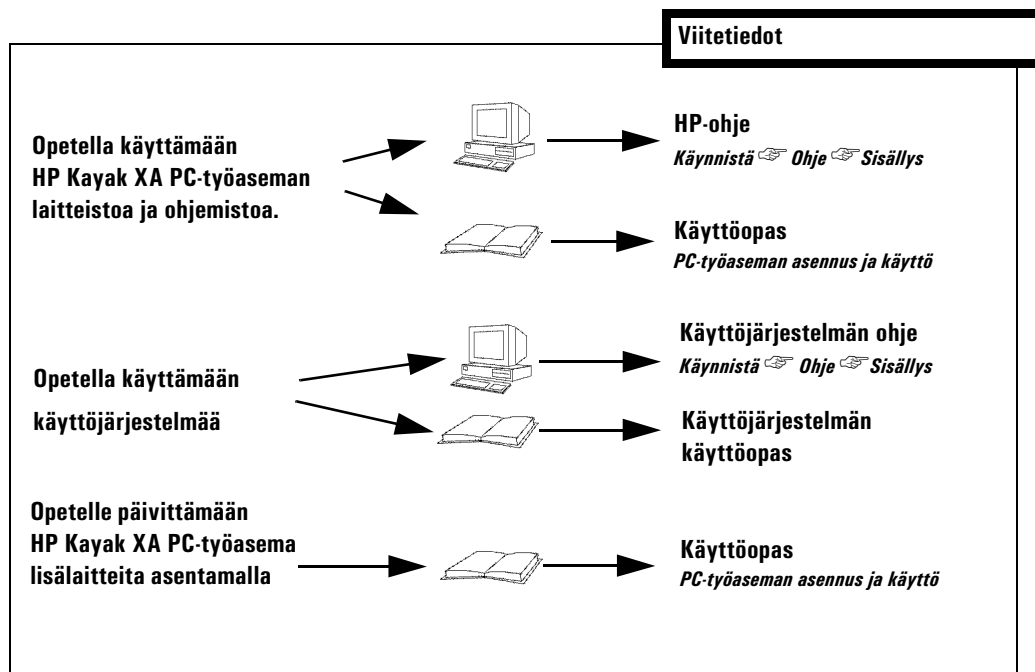 Viitetiedot
Opetella käyttämään
HP Kayak XA PC-työaseman
laitteistoa ja ohjemistoa.
HP-ohje
Käynnistä ☞ Ohje ☞ Sisällys
Käyttöopas
PC-työaseman asennus ja käyttö
Opetella käyttämään
käyttöjärjestelmää
Käyttöjärjestelmän ohje
Käynnistä ☞ Ohje ☞ Sisällys
Käyttöjärjestelmän
käyttöopas
Opetelle päivittämään
HP Kayak XA PC-työasema
lisälaitteita asentamalla
Käyttöopas
PC-työaseman asennus ja käyttö